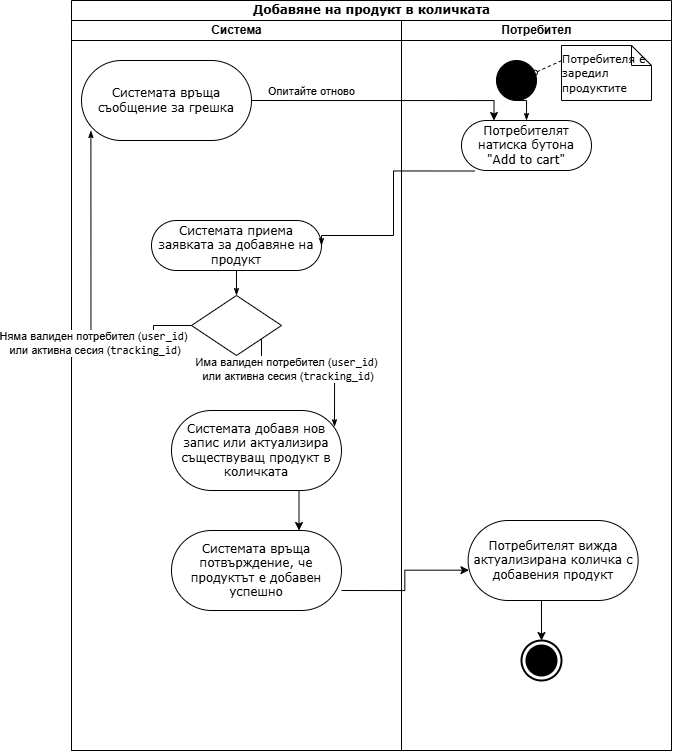 Добавяне на продукт в количката
Система
Потребител
Системата връща
съобщение за грешка
Опитайте отново
Потребителя е
заредил
продуктите
Потребителят
натиска бутона
"Add to cart"
Системата приема
заявката за добавяне на
продукт
Няма валиден потребител (user_id)
или активна сесия (tracking_id)
Има валиден потребител (user_id)
или активна сесия (tracking_id)
Системата добавя нов
запис или актуализира
съществуващ продукт в
количката
Системата връща
потвърждение, че
продуктът е добавен
успешно
Потребителят вижда
актуализирана количка с
добавения продукт